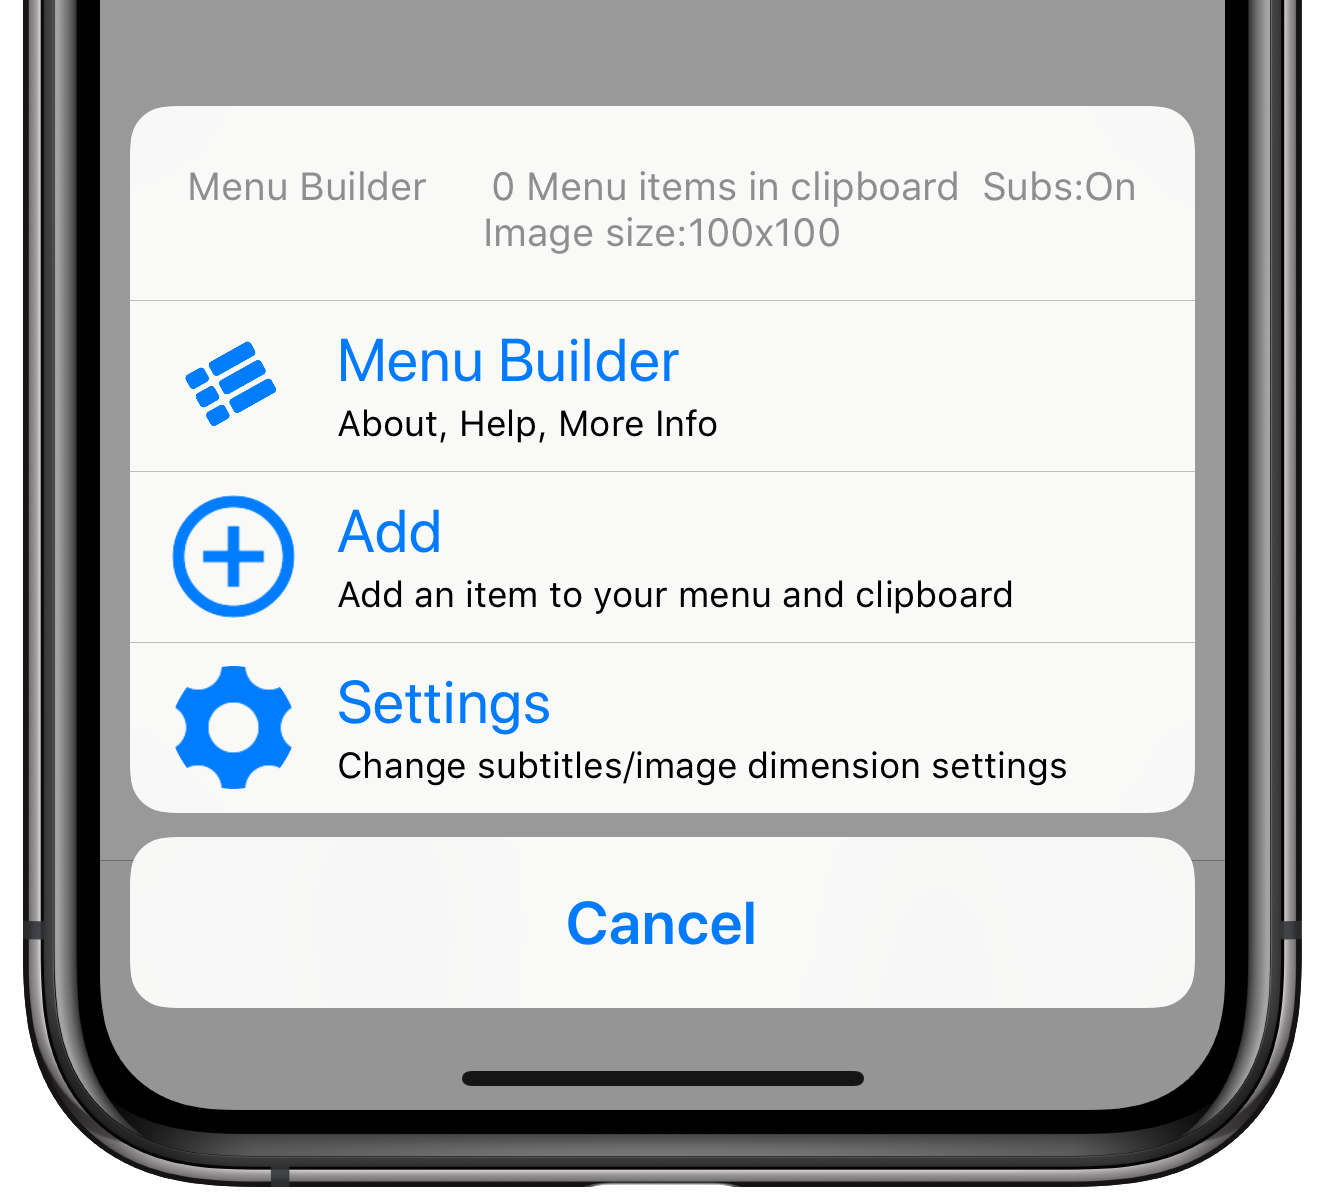 Menu Builder 0 Menu items in clipboard Subs:On
Image size:100x100
Menu Builder
About, Help, More Info
Add
Add an item to your menu and clipboard
Settings
Change subtitles/image dimension settings
Cancel